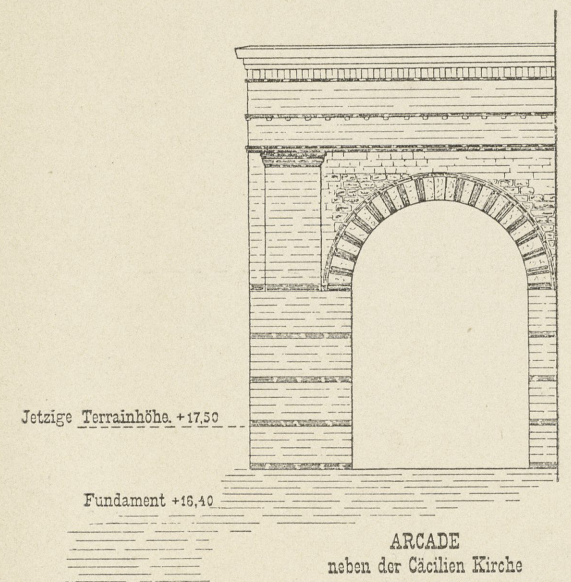 Jetzige Terrainhöhe. +17,50
Fundament +16,40
ARCADE
neben der Cäcilien Kirche